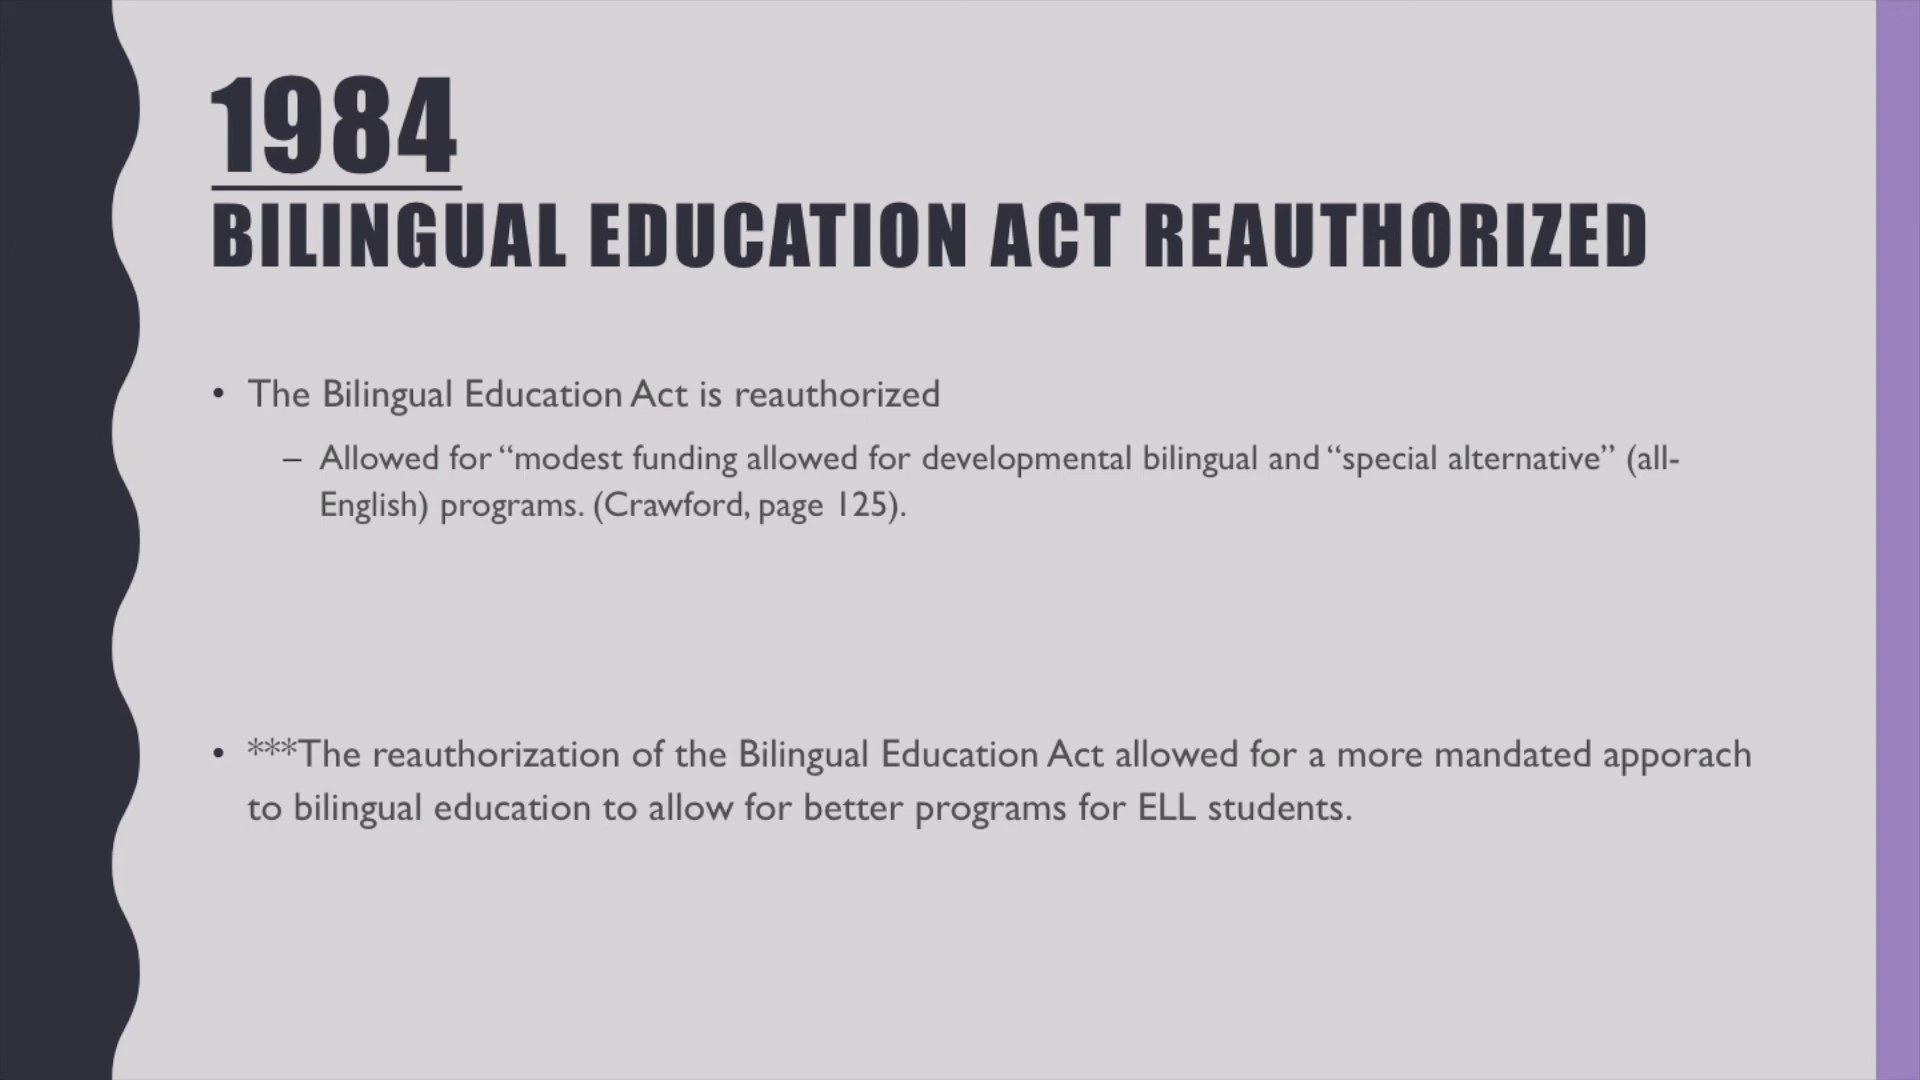 1984
BILINGUAL EDUCATION ACT REAUTHORIZED
• The Bilingual Education Act is reauthorized
– Allowed for “modest funding allowed for developmental bilingual and “special alternative” (all-
English) programs. (Crawford, page 125).
• ***The reauthorization of the Bilingual Education Act allowed for a more mandated apporach
to bilingual education to allow for better programs for ELL students.